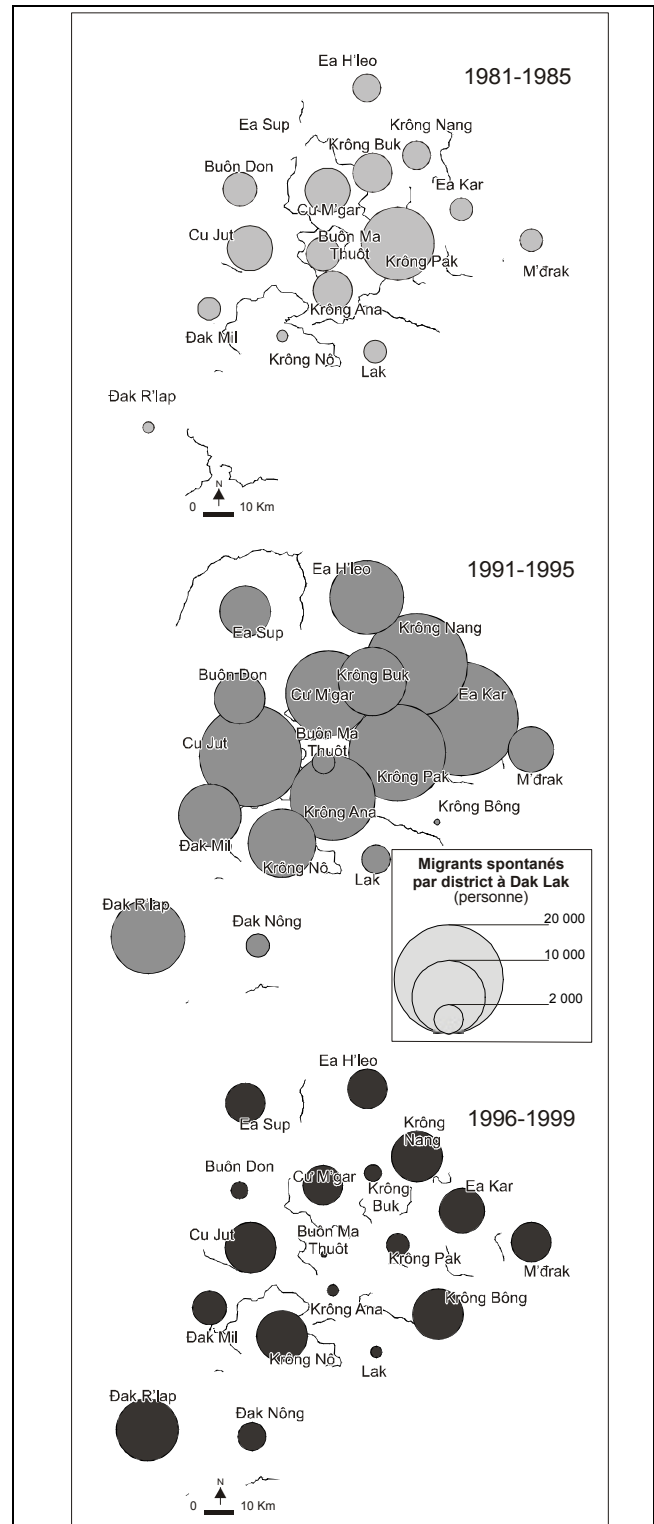 Ea H'leo
1981-1985
Ea Sup
Krông Nang
Krông Buk
Buôn Don
Ea Kar
Cư M'gar
Cu Jut
Buôn Ma
Thuôt
Krông Pak
M'đrak
Krông Ana
Đak Mil
Krông Nô
Lak
Đak R'lap
N
0 10 Km
Ea H'leo
1991-1995
Krông Nang
Ea Sup
Buôn Don
Krông Buk
Cư M'gar
Ea Kar
Cu Jut
Buôn Ma
Thuôt
Krông Pak
M'đrak
Krông Bông
Krông Ana
Đak Mil
Krông Nô
Lak
Migrants spontanés
par district à Dak Lak
(personne)
20 000
10 000
2 000
Đak R'lap
Đak Nông
Ea H'leo
1996-1999
Ea Sup
Krông
Nang
Buôn Don
Cư M'gar
Krông
Buk
Ea Kar
Cu Jut
Buôn Ma
Thuôt
Krông Pak
M'đrak
Krông Ana
Krông Bông
Đak Mil
Krông Nô
Lak
Đak R'lap
Đak Nông
N
0 10 Km